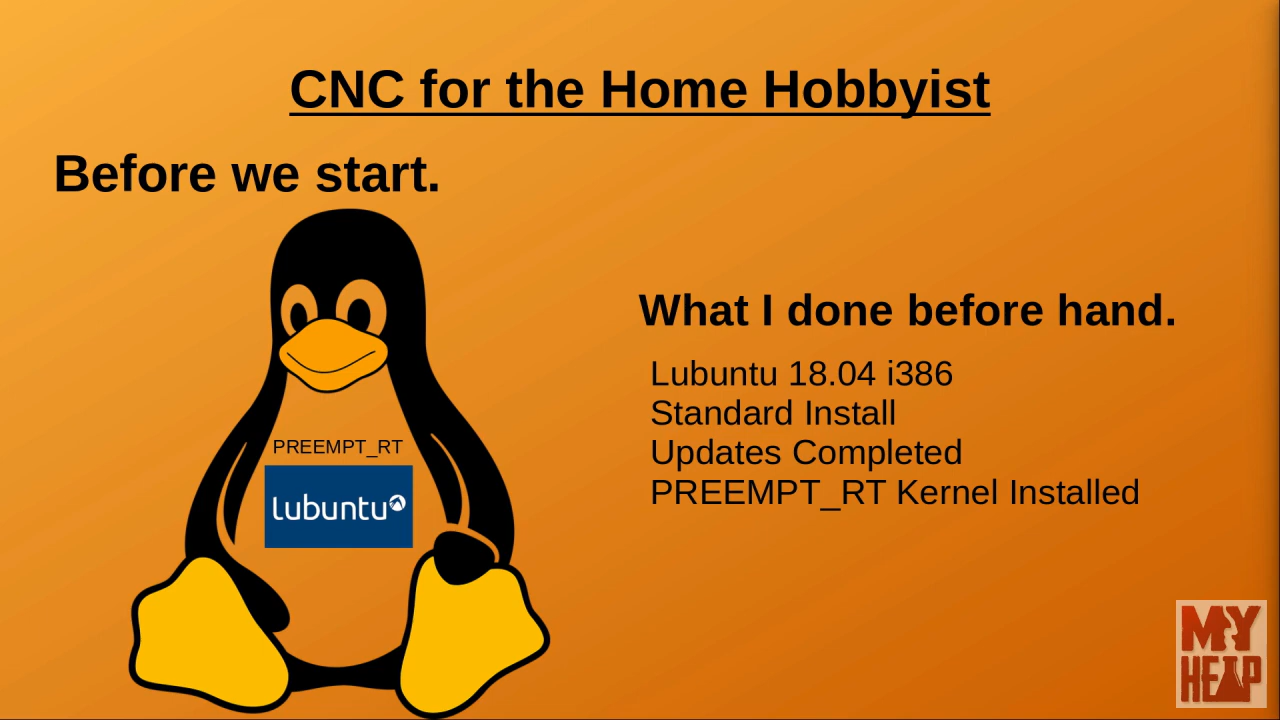 CNC for the Home Hobbyist
Before we start.
What I done before hand.
Lubuntu 18.04 i386
Standard Install
Updates Completed
PREEMPT_RT Kernel Installed
PREEMPT_RT
lubuntu
MY
HEAP